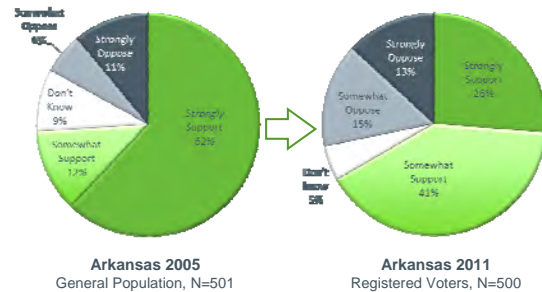 Somewhat
Oppose
6%
Strongly
Oppose
11%
Don't
Know
9%
Somewhat
Support
12%
Strongly
Support
62%
Strongly
Oppose
13%
Somewhat
Oppose
15%
Don't
know
5%
Somewhat
Support
41%
Strongly
Support
26%
Arkansas 2005
General Population, N=501
Arkansas 2011
Registered Voters, N=500